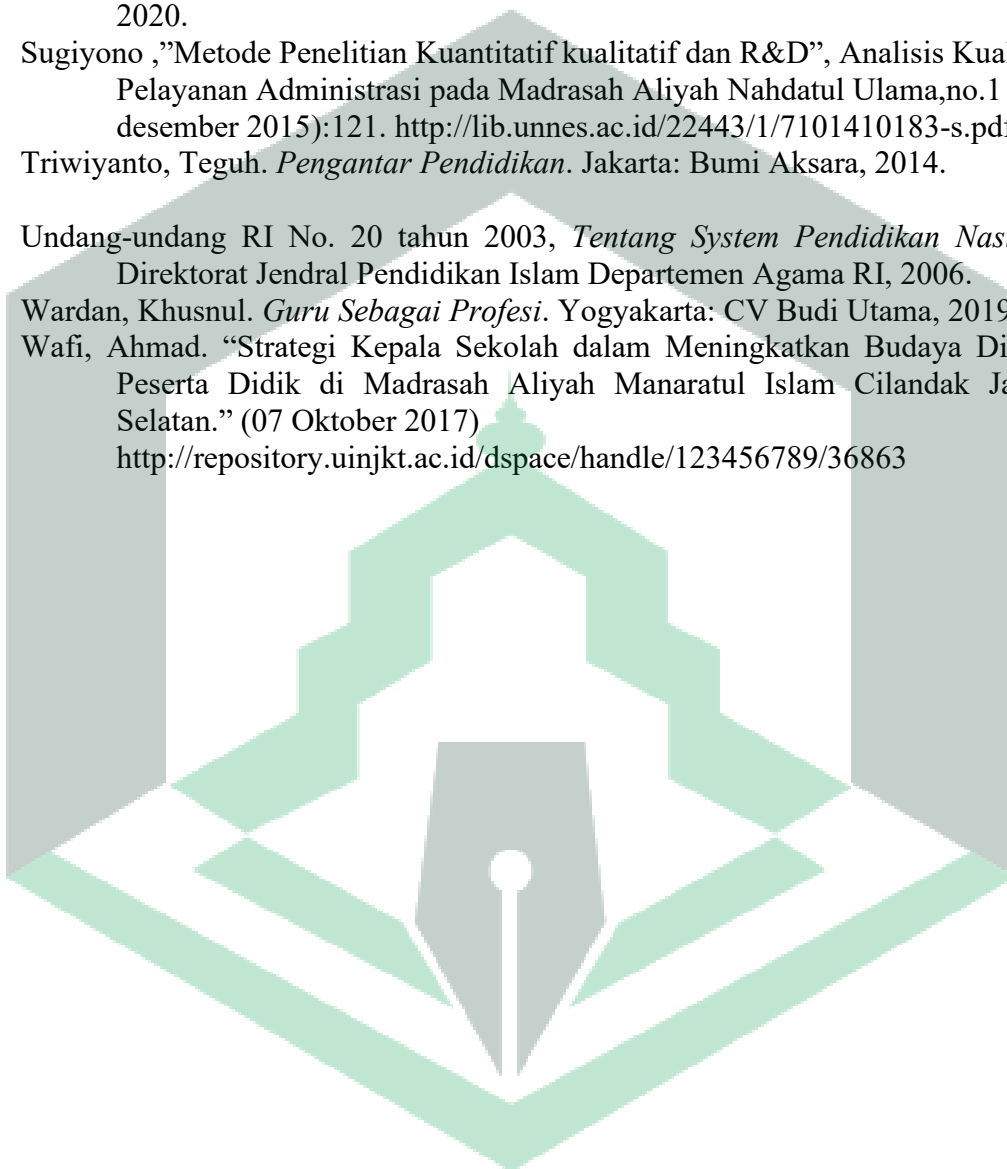 2020.
Sugiyono ,”Metode Penelitian Kuantitatif kualitatif dan R&D”, Analisis Kua
Pelayanan Administrasi pada Madrasah Aliyah Nahdatul Ulama,no.1
desember 2015):121. http://lib.unnes.ac.id/22443/1/7101410183-s.pdf
Triwiyanto, Teguh. Pengantar Pendidikan. Jakarta: Bumi Aksara, 2014.
Undang-undang RI No. 20 tahun 2003, Tentang System Pendidikan Nas
Direktorat Jendral Pendidikan Islam Departemen Agama RI, 2006.
Wardan, Khusnul. Guru Sebagai Profesi. Yogyakarta: CV Budi Utama, 2019
Wafi, Ahmad. “Strategi Kepala Sekolah dalam Meningkatkan Budaya Di
Peserta Didik di Madrasah Aliyah Manaratul Islam Cilandak Ja
Selatan.” (07 Oktober 2017)
http://repository.uinjkt.ac.id/dspace/handle/123456789/36863